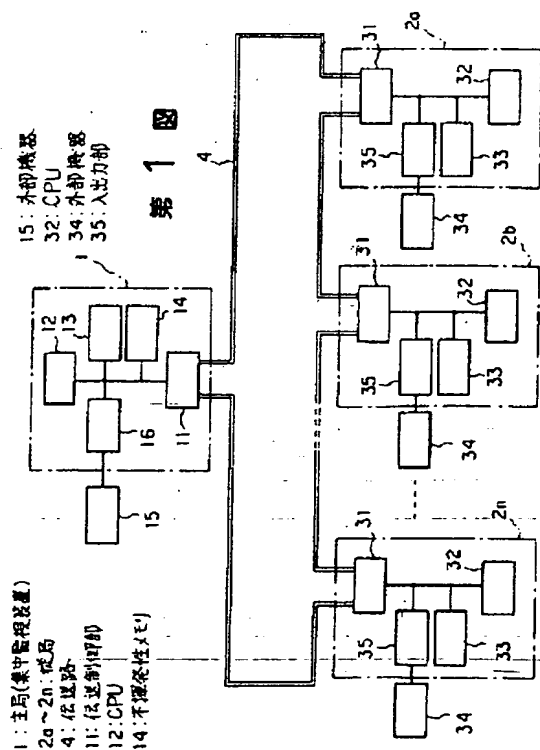 1：主局(集中監視装置)
2a～2n：従局
4：伝送路
11：伝送制御部
12：CPU
14：不揮発性メモリ
15：外部機器
32：CPU
34：外部機器
35：入出力部
第 1 図
1
12
13
14
16
11
15
4
2a
31
32
35
33
34
2b
31
32
35
33
34
2n
31
32
35
33
34